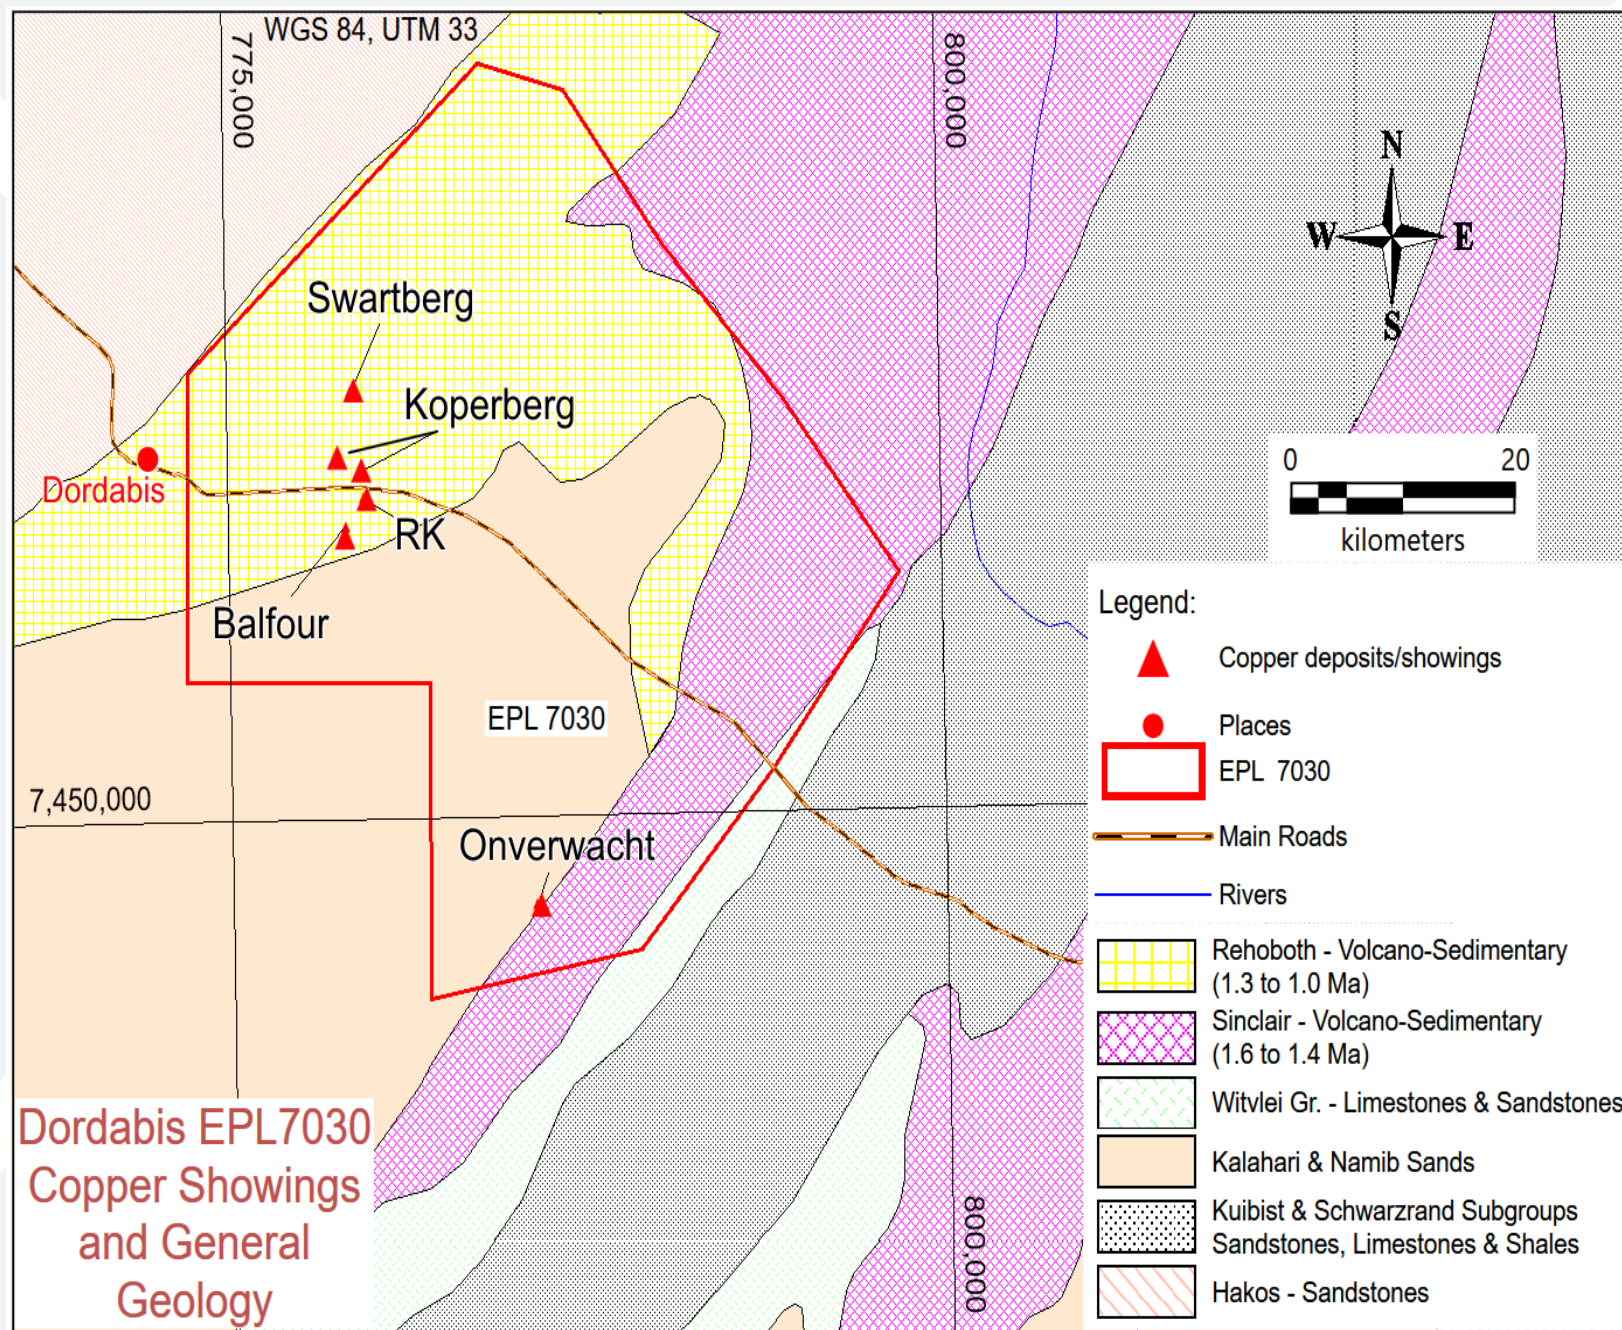 WGS 84, UTM 33
775,000
800,000
N
W
E
S
Swartberg
Koperberg
Dordabis
RK
Balfour
0
20
kilometers
EPL 7030
7,450,000
Onverwacht
Legend:
Copper deposits/showings
Places
EPL 7030
Main Roads
Rivers
Rehoboth - Volcano-Sedimentary
(1.3 to 1.0 Ma)
Sinclair - Volcano-Sedimentary
(1.6 to 1.4 Ma)
Witvlei Gr. - Limestones & Sandstones
Kalahari & Namib Sands
Kuibist & Schwarzrand Subgroups
Sandstones, Limestones & Shales
Hakos - Sandstones
800,000
Dordabis EPL7030
Copper Showings
and General
Geology